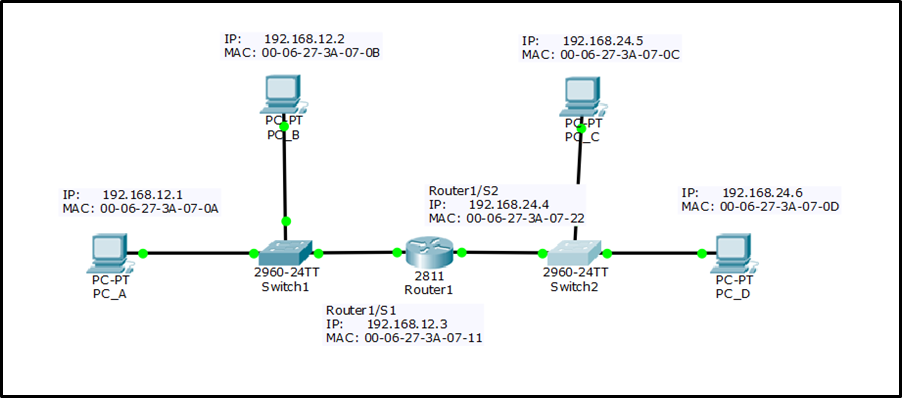 IP: 192.168.12.2
MAC: 00-06-27-3A-07-0B
PC-PT
PC_B
IP: 192.168.24.5
MAC: 00-06-27-3A-07-0C
PC-PT
PC_C
IP: 192.168.12.1
MAC: 00-06-27-3A-07-0A
PC-PT
PC_A
2960-24TT
Switch1
Router1/S2
IP: 192.168.24.4
MAC: 00-06-27-3A-07-22
2811
Router1
Router1/S1
IP: 192.168.12.3
MAC: 00-06-27-3A-07-11
2960-24TT
Switch2
IP: 192.168.24.6
MAC: 00-06-27-3A-07-0D
PC-PT
PC_D